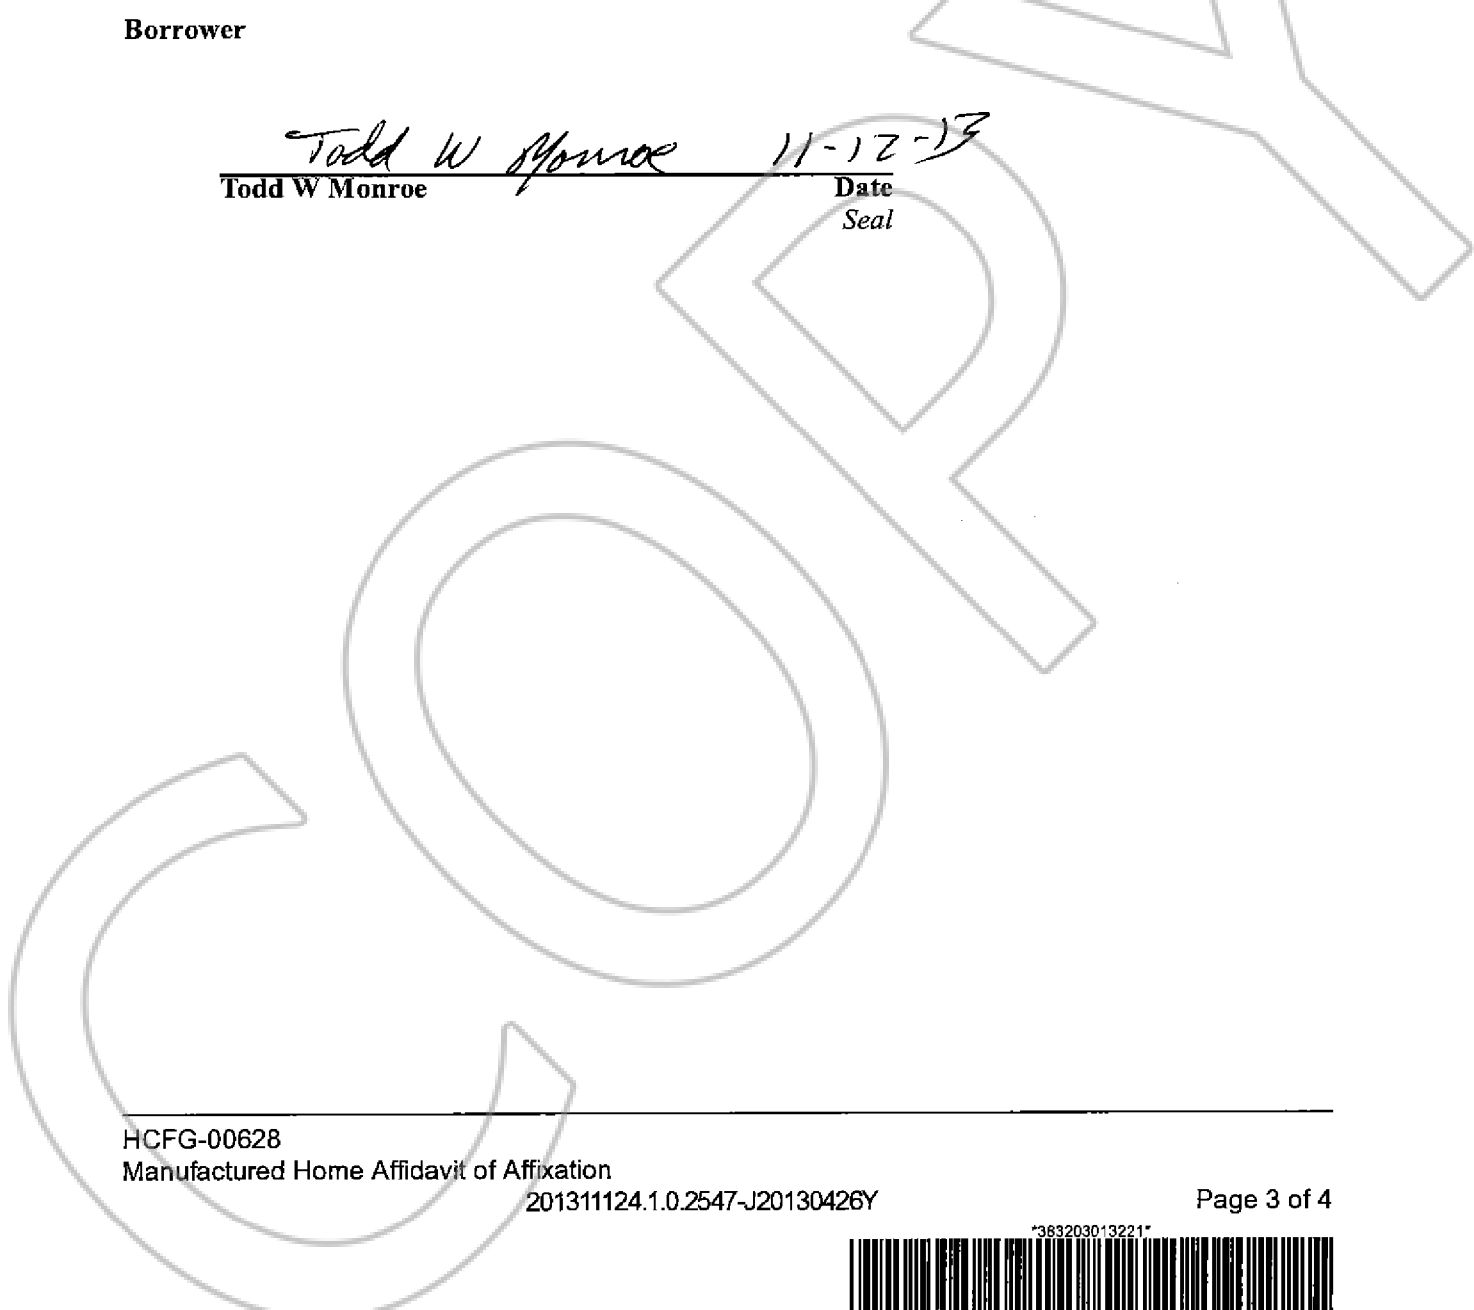 Borrower
Todd W Monroe 11-12-13
Todd W Monroe Date
Seal
COPY
HCFG-00628
Manufactured Home Affidavit of Affixation
201311124.1.0.2547-J20130426Y Page 3 of 4
*363203013221*